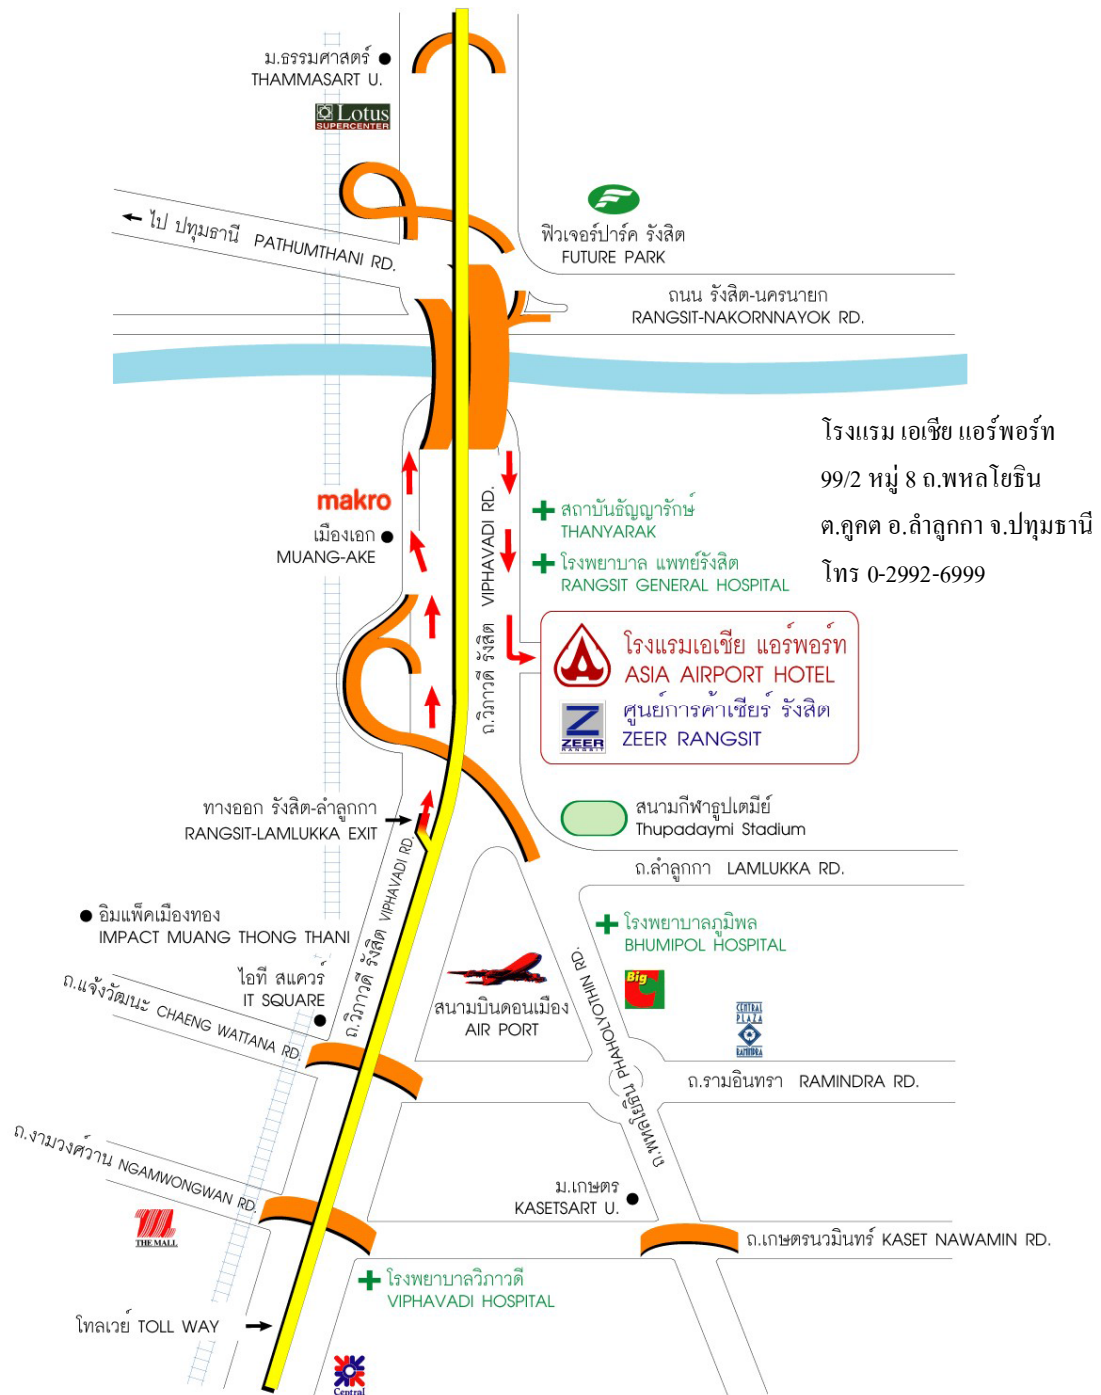 ม.ธรรมศาสตร์
THAMMASART U.
Lotus
SUPERCENTER
ไป ปทุมธานี PATHUMTHANI RD.
ฟิวเจอร์ปาร์ค รังสิต
FUTURE PARK
ถนน รังสิต-นครนายก
RANGSIT-NAKORNNAYOK RD.
โรงแรม เอเชีย แอร์พอร์ท
99/2 หมู่ 8 ถ.พหลโยธิน
ต.คูคต อ.ลำลูกกา จ.ปทุมธานี
โทร 0-2992-6999
makro
เมืองเอก
MUANG-AKE
ถ.วิภาวดี รังสิต VIPHAVADI RD.
สถาบันธัญญารักษ์
THANYARAK
โรงพยาบาล แพทย์รังสิต
RANGSIT GENERAL HOSPITAL
โรงแรมเอเชีย แอร์พอร์ท
ASIA AIRPORT HOTEL
Z
ZEER
RANGSIT
ศูนย์การค้าเซียร์ รังสิต
ZEER RANGSIT
ทางออก รังสิต-ลำลูกกา
RANGSIT-LAMLUKKA EXIT
สนามกีฬาธูปเตมีย์
Thupadaymi Stadium
ถ.ลำลูกกา LAMLUKKA RD.
ถ.วิภาวดี รังสิต VIPHAVADI RD.
อิมแพ็คเมืองทอง
IMPACT MUANG THONG THANI
โรงพยาบาลภูมิพล
BHUMIPOL HOSPITAL
ไอที สแควร์
IT SQUARE
Big
C
สนามบินดอนเมือง
AIR PORT
ถ.พหลโยธิน PHAHOLYOTHIN RD.
CENTRAL
PLAZA
RAMINDRA
ถ.แจ้งวัฒนะ CHAENG WATTANA RD.
ถ.รามอินทรา RAMINDRA RD.
ถ.งามวงศ์วาน NGAMWONGWAN RD.
ม.เกษตร
KASETSART U.
THE MALL
ถ.เกษตรนวมินทร์ KASET NAWAMIN RD.
โรงพยาบาลวิภาวดี
VIPHAVADI HOSPITAL
โทลเวย์ TOLL WAY
Central